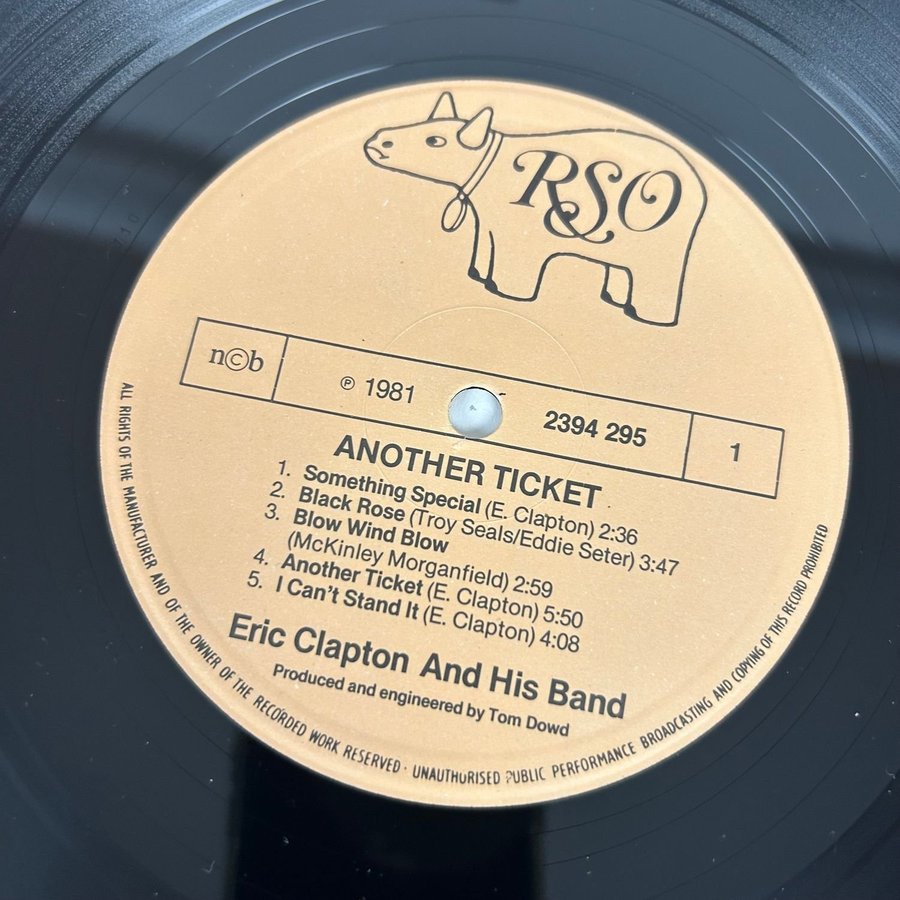 RSO
n©b
℗ 1981
2394 295
1
ANOTHER TICKET
1. Something Special (E. Clapton) 2:36
2. Black Rose (Troy Seals/Eddie Seter) 3:47
3. Blow Wind Blow
(McKinley Morganfield) 2:59
4. Another Ticket (E. Clapton) 5:50
5. I Can't Stand It (E. Clapton) 4:08
Eric Clapton And His Band
Produced and engineered by Tom Dowd
ALL RIGHTS OF THE MANUFACTURER AND OF THE OWNER OF THE RECORDED WORK RESERVED · UNAUTHORISED PUBLIC PERFORMANCE BROADCASTING AND COPYING OF THIS RECORD PROHIBITED